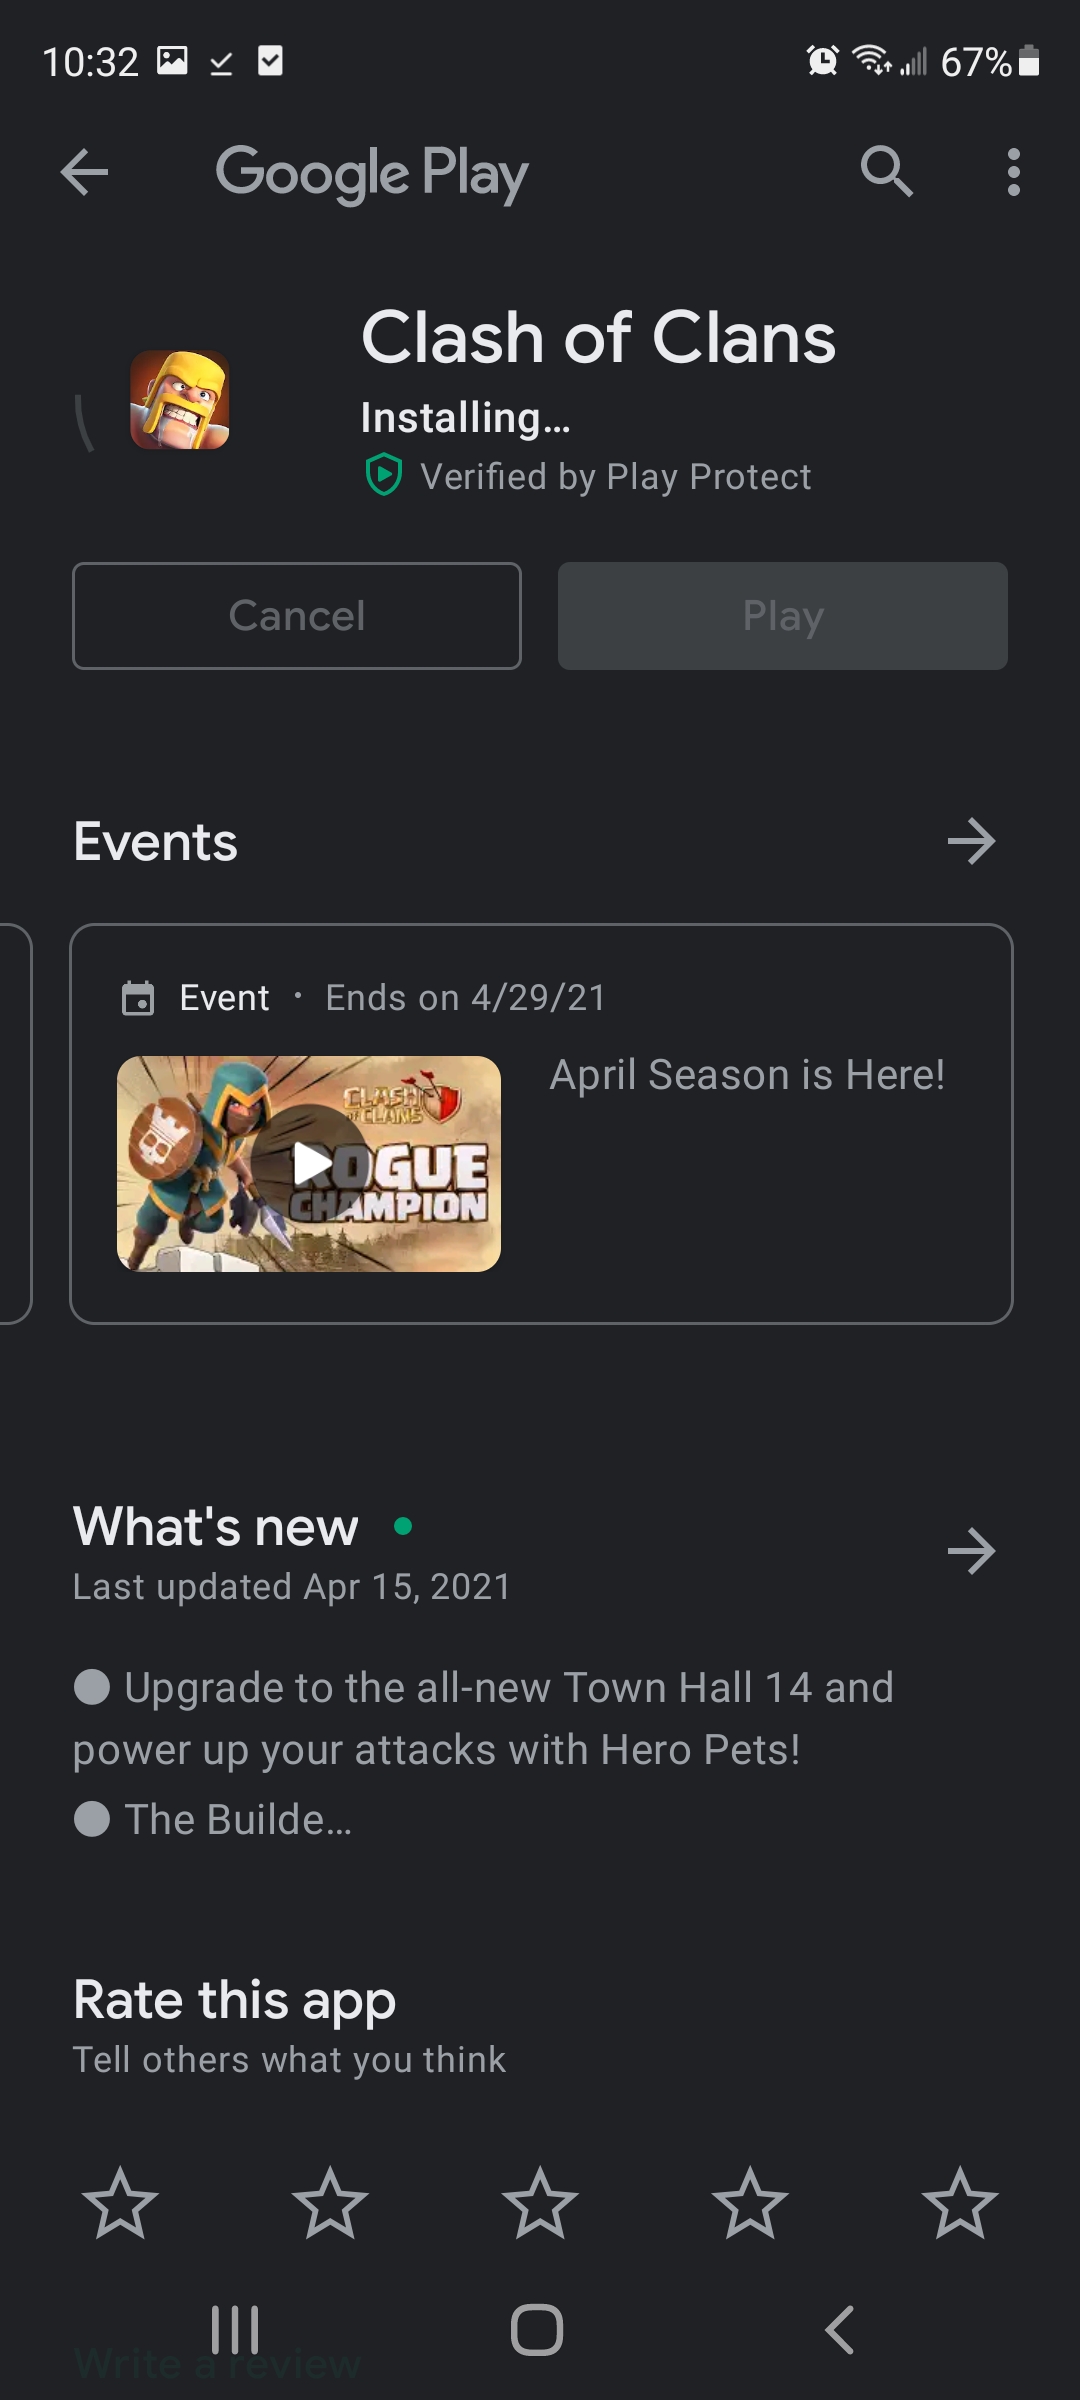 10:32
67%
Google Play
Clash of Clans
Installing...
Verified by Play Protect
Cancel
Play
Events
Event • Ends on 4/29/21
April Season is Here!
CLASH
OF CLANS
ROGUE
CHAMPION
What's new
Last updated Apr 15, 2021
● Upgrade to the all-new Town Hall 14 and
power up your attacks with Hero Pets!
● The Builde...
Rate this app
Tell others what you think
Write a review